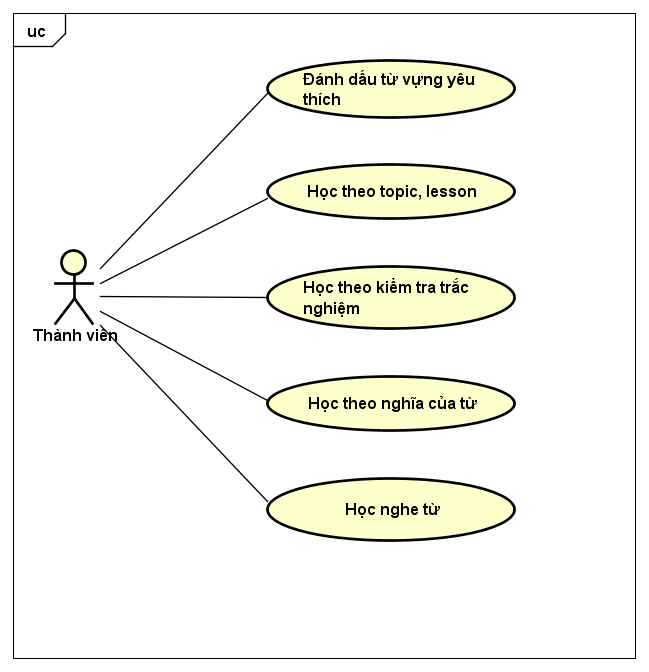 uc
Đánh dấu từ vựng yêu
thích
Học theo topic, lesson
Học theo kiểm tra trắc
nghiệm
Thành viên
Học theo nghĩa của từ
Học nghe từ